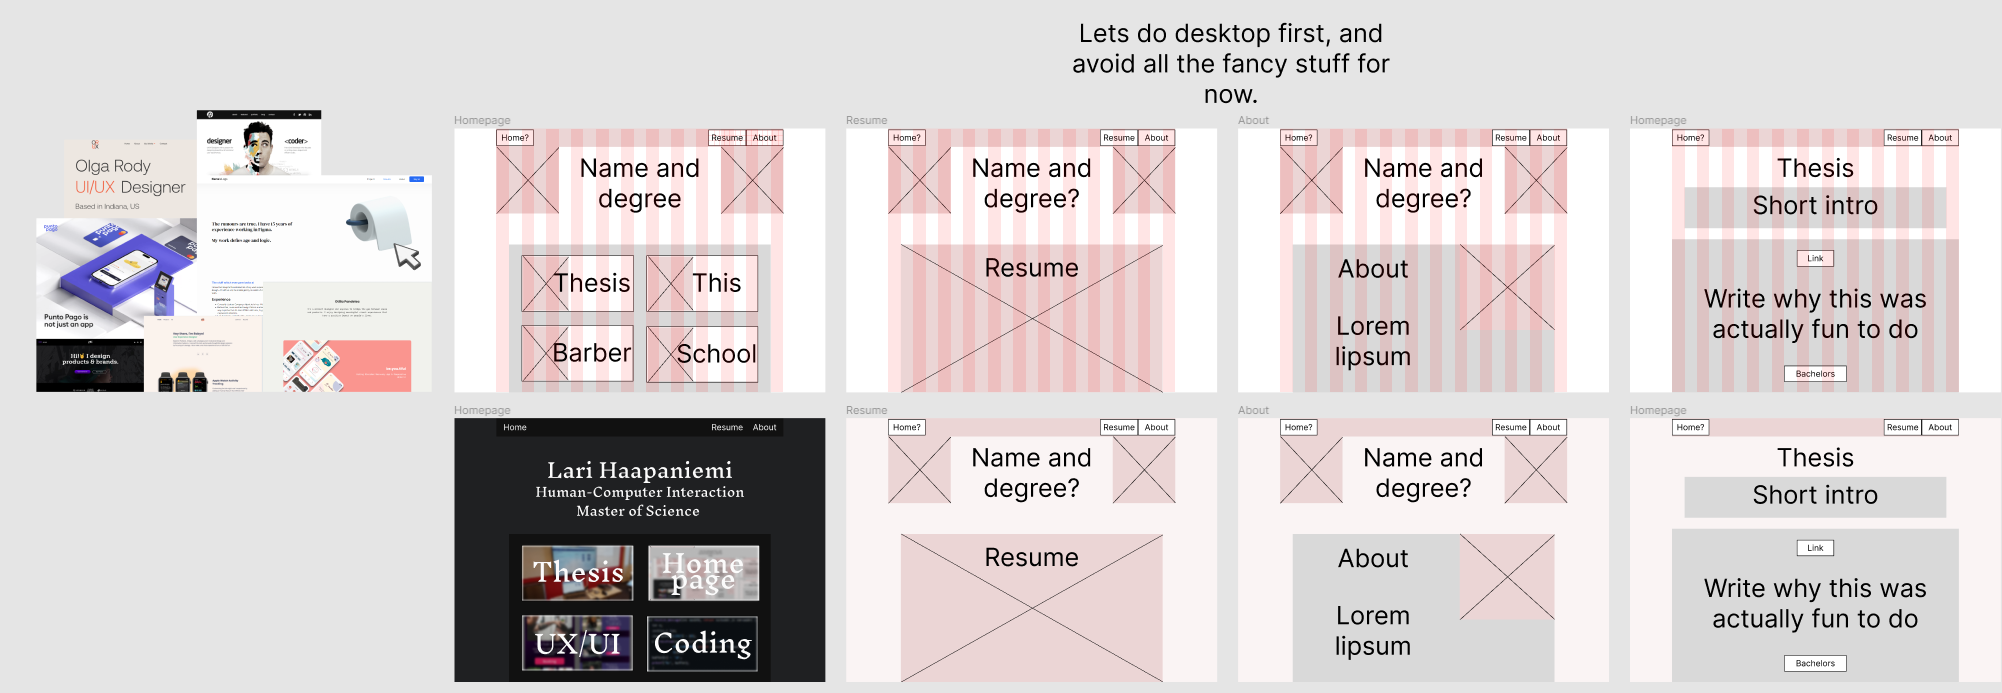 Lets do desktop first, and
avoid all the fancy stuff for
now.
designer
<coder>
Olga Rody
UI/UX Designer
Based in Indiana, US
The rumours are true, I have 15 years of
experience working in Figma.
My work defies age and logic.
Experience
punto
pago
Punto Pago is
not just an app
Hi! I design
products & brands.
Homepage
Home?
Resume
About
Name and
degree
Thesis
This
Barber
School
Resume
Home?
Resume
About
Name and
degree?
Resume
About
Home?
Resume
About
Name and
degree?
About
Lorem
lipsum
Homepage
Home?
Resume
About
Thesis
Short intro
Link
Write why this was
actually fun to do
Bachelors
Homepage
Home
Resume
About
Lari Haapaniemi
Human-Computer Interaction
Master of Science
Thesis
Home
page
UX/UI
Coding
Resume
Home?
Resume
About
Name and
degree?
Resume
About
Home?
Resume
About
Name and
degree?
About
Lorem
lipsum
Homepage
Home?
Resume
About
Thesis
Short intro
Link
Write why this was
actually fun to do
Bachelors